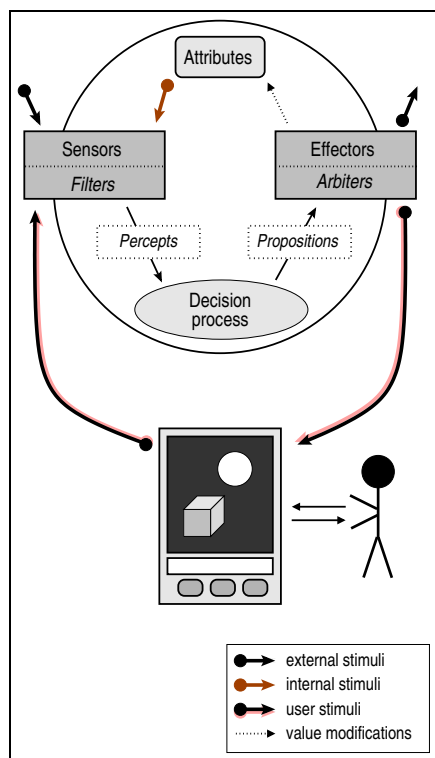 Attributes
Sensors
Filters
Effectors
Arbiters
Percepts
Propositions
Decision
process
external stimuli
internal stimuli
user stimuli
value modifications